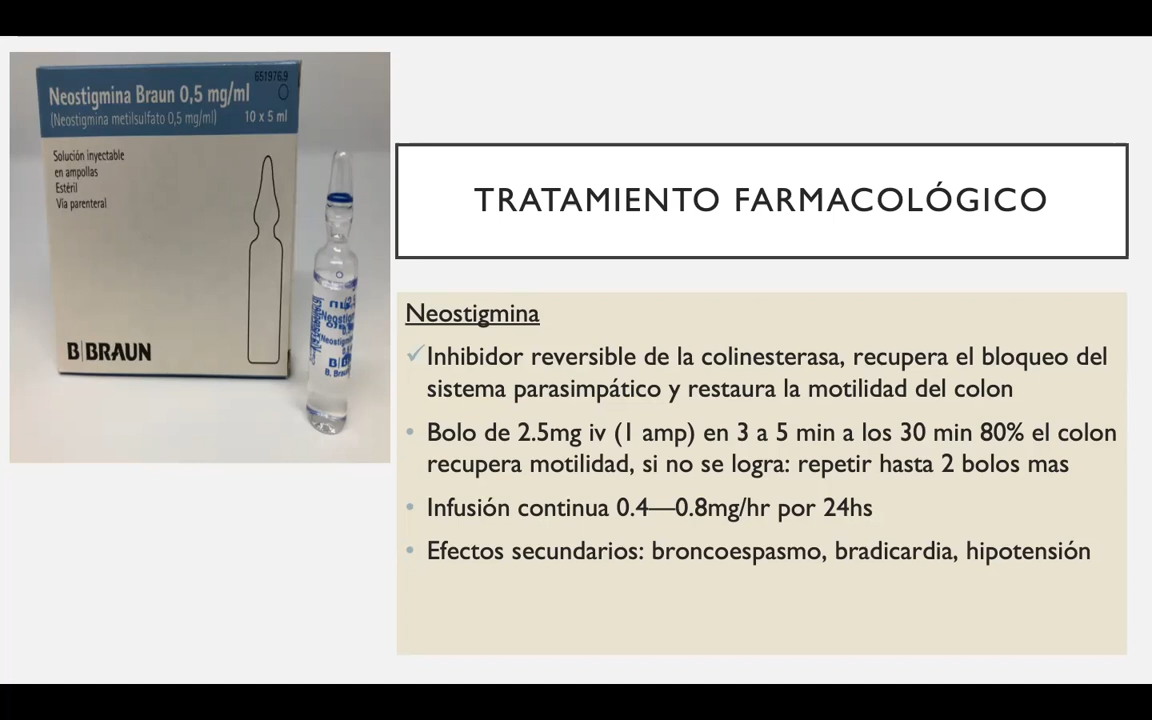 651976.9
Neostigmina Braun 0,5 mg/ml
(Neostigmina metilsulfato 0,5 mg/ml) 10 x 5 ml
Solución inyectable
en ampollas
Estéril
Vía parenteral
B|BRAUN
TRATAMIENTO FARMACOLÓGICO
Neostigmina
✓Inhibidor reversible de la colinesterasa, recupera el bloqueo del
sistema parasimpático y restaura la motilidad del colon
• Bolo de 2.5mg iv (1 amp) en 3 a 5 min a los 30 min 80% el colon
recupera motilidad, si no se logra: repetir hasta 2 bolos mas
• Infusión continua 0.4—0.8mg/hr por 24hs
• Efectos secundarios: broncoespasmo, bradicardia, hipotensión